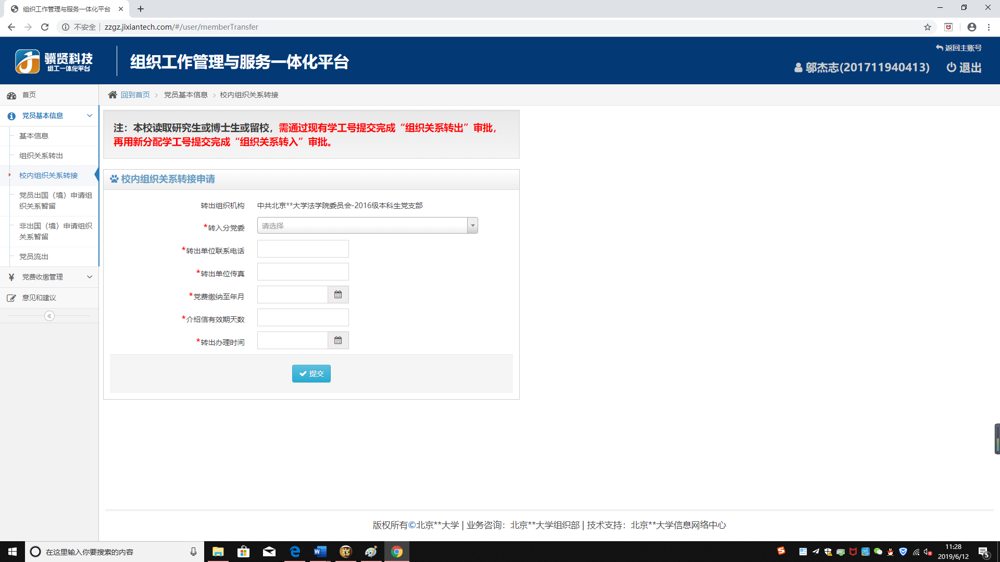 组织工作管理与服务一体化平台
不安全
zzgz.jixiantech.com/#/user/memberTransfer
骥贤科技
组工一体化平台
组织工作管理与服务一体化平台
返回主账号
邬杰志(201711940413)
退出
首页
党员基本信息
基本信息
组织关系转出
校内组织关系转接
党员出国（境）申请组
织关系暂留
非出国（境）申请组织
关系暂留
党员流出
¥ 党费收缴管理
意见和建议
回到首页 > 党员基本信息 > 校内组织关系转接
注：本校读取研究生或博士生或留校，需通过现有学工号提交完成“组织关系转出”审批，
再用新分配学工号提交完成“组织关系转入”审批。
校内组织关系转接申请
转出组织机构 中共北京**大学法学院委员会-2016级本科生党支部
*转入分党委 请选择
*转出单位联系电话
*转出单位传真
*党费缴纳至年月
*介绍信有效期天数
*转出办理时间
提交
版权所有©北京**大学 | 业务咨询：北京**大学组织部 | 技术支持：北京**大学信息网络中心
在这里输入你要搜索的内容
11:28
2019/6/12
5